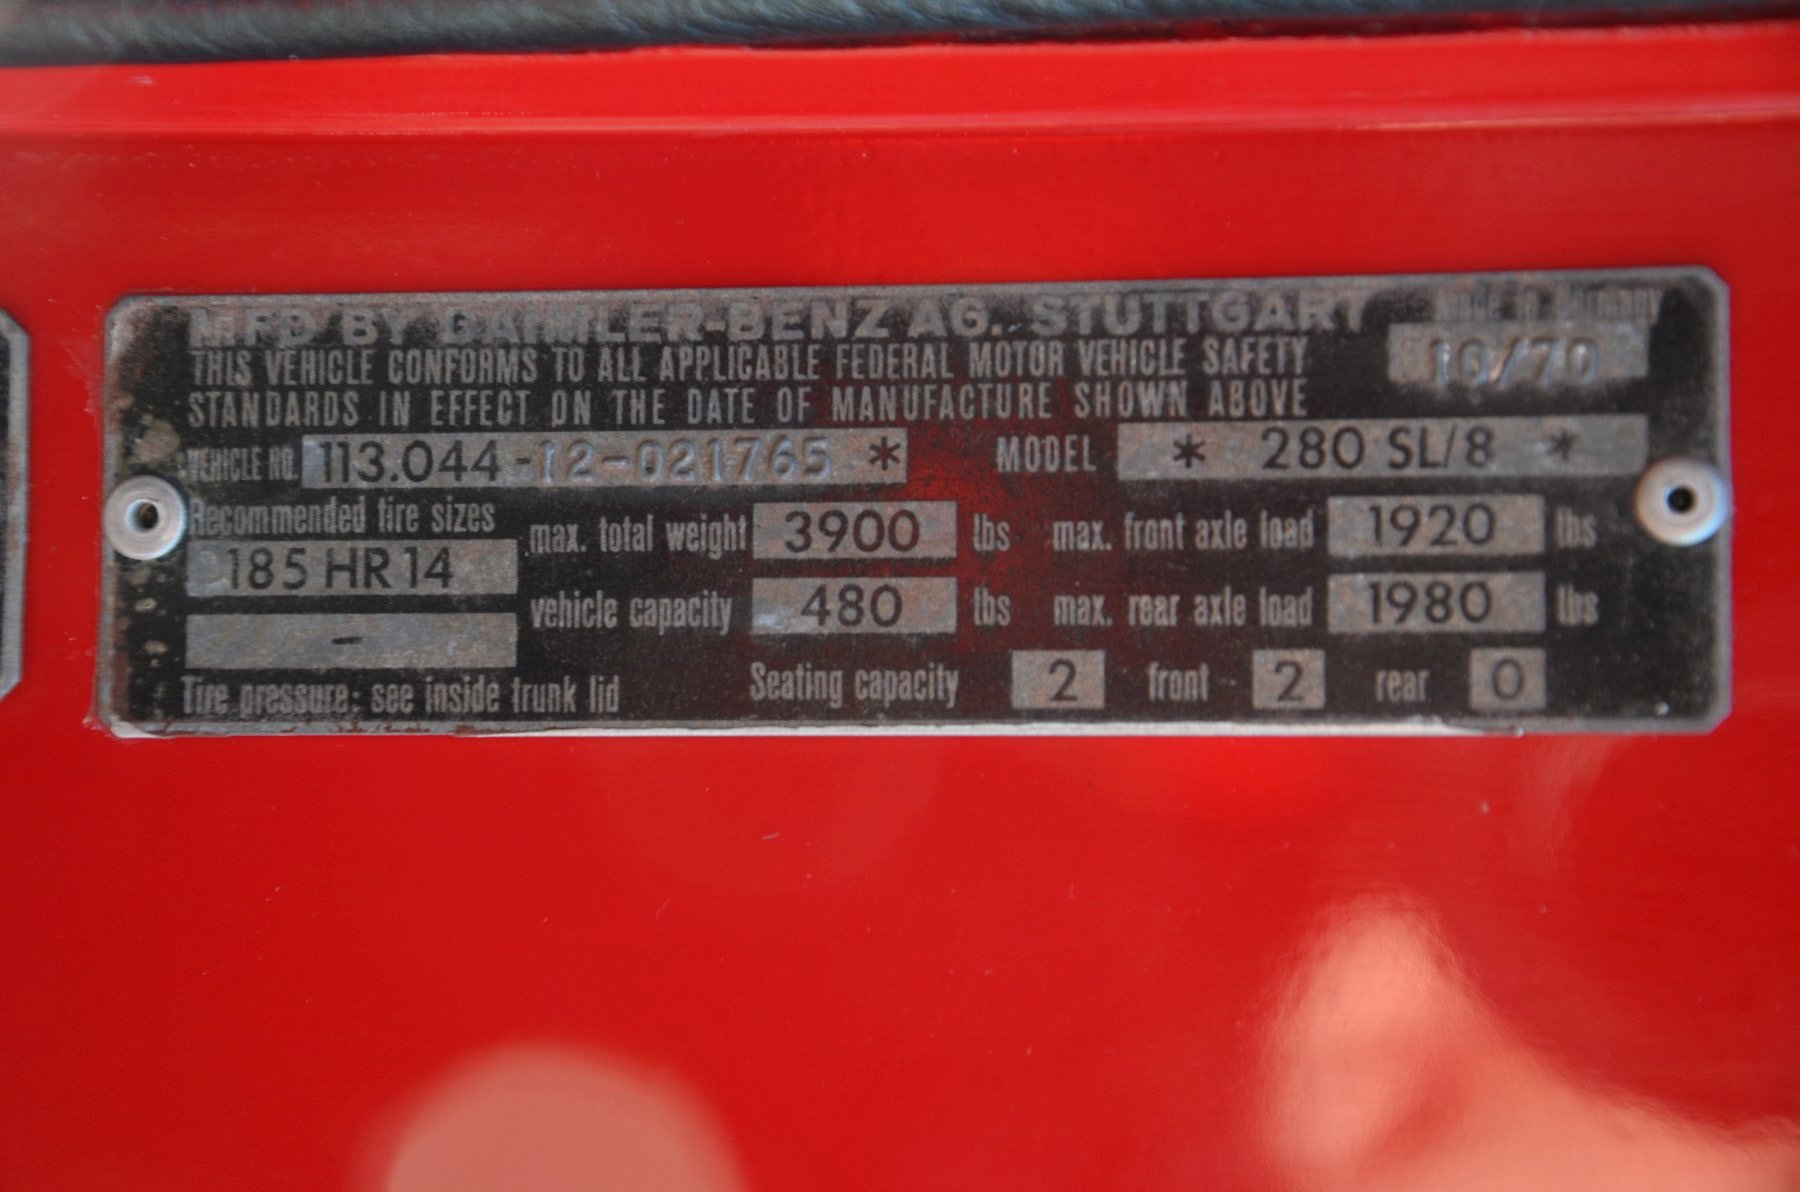 MFD BY DAIMLER-BENZ AG., STUTTGART Made in Germany
THIS VEHICLE CONFORMS TO ALL APPLICABLE FEDERAL MOTOR VEHICLE SAFETY 10/70
STANDARDS IN EFFECT ON THE DATE OF MANUFACTURE SHOWN ABOVE
VEHICLE NO. 113.044-12-021765 * MODEL * 280 SL/8 *
Recommended tire sizes max. total weight 3900 lbs max. front axle load 1920 lbs
185 HR 14
vehicle capacity 480 lbs max. rear axle load 1980 lbs
-
Tire pressure: see inside trunk lid Seating capacity 2 front 2 rear 0